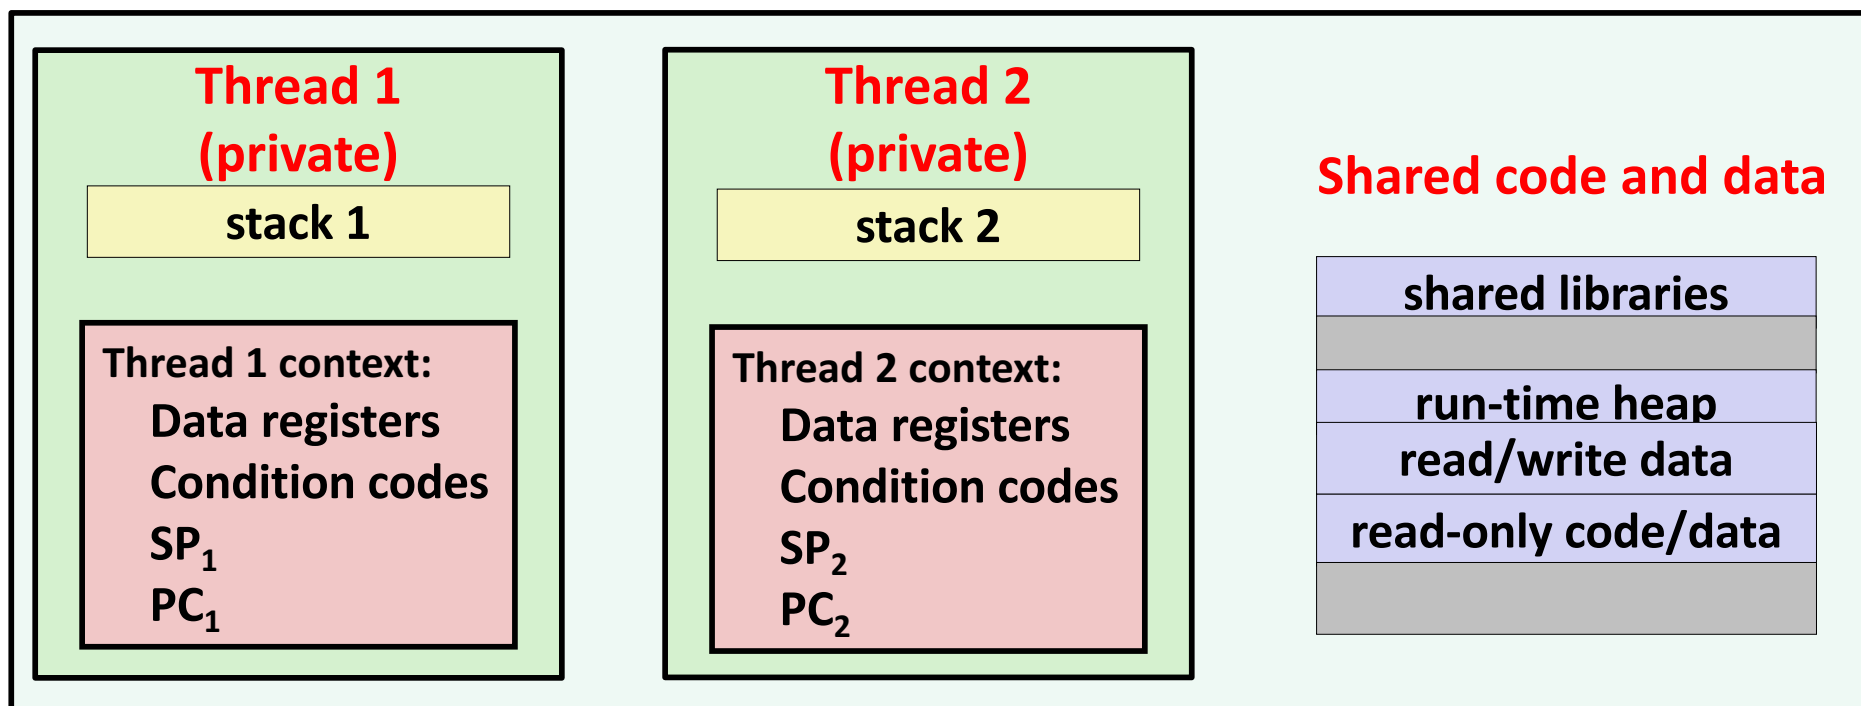 Thread 1
(private)
stack 1
Thread 1 context:
Data registers
Condition codes
SP₁
PC₁
Thread 2
(private)
stack 2
Thread 2 context:
Data registers
Condition codes
SP₂
PC₂
Shared code and data
shared libraries
run-time heap
read/write data
read-only code/data